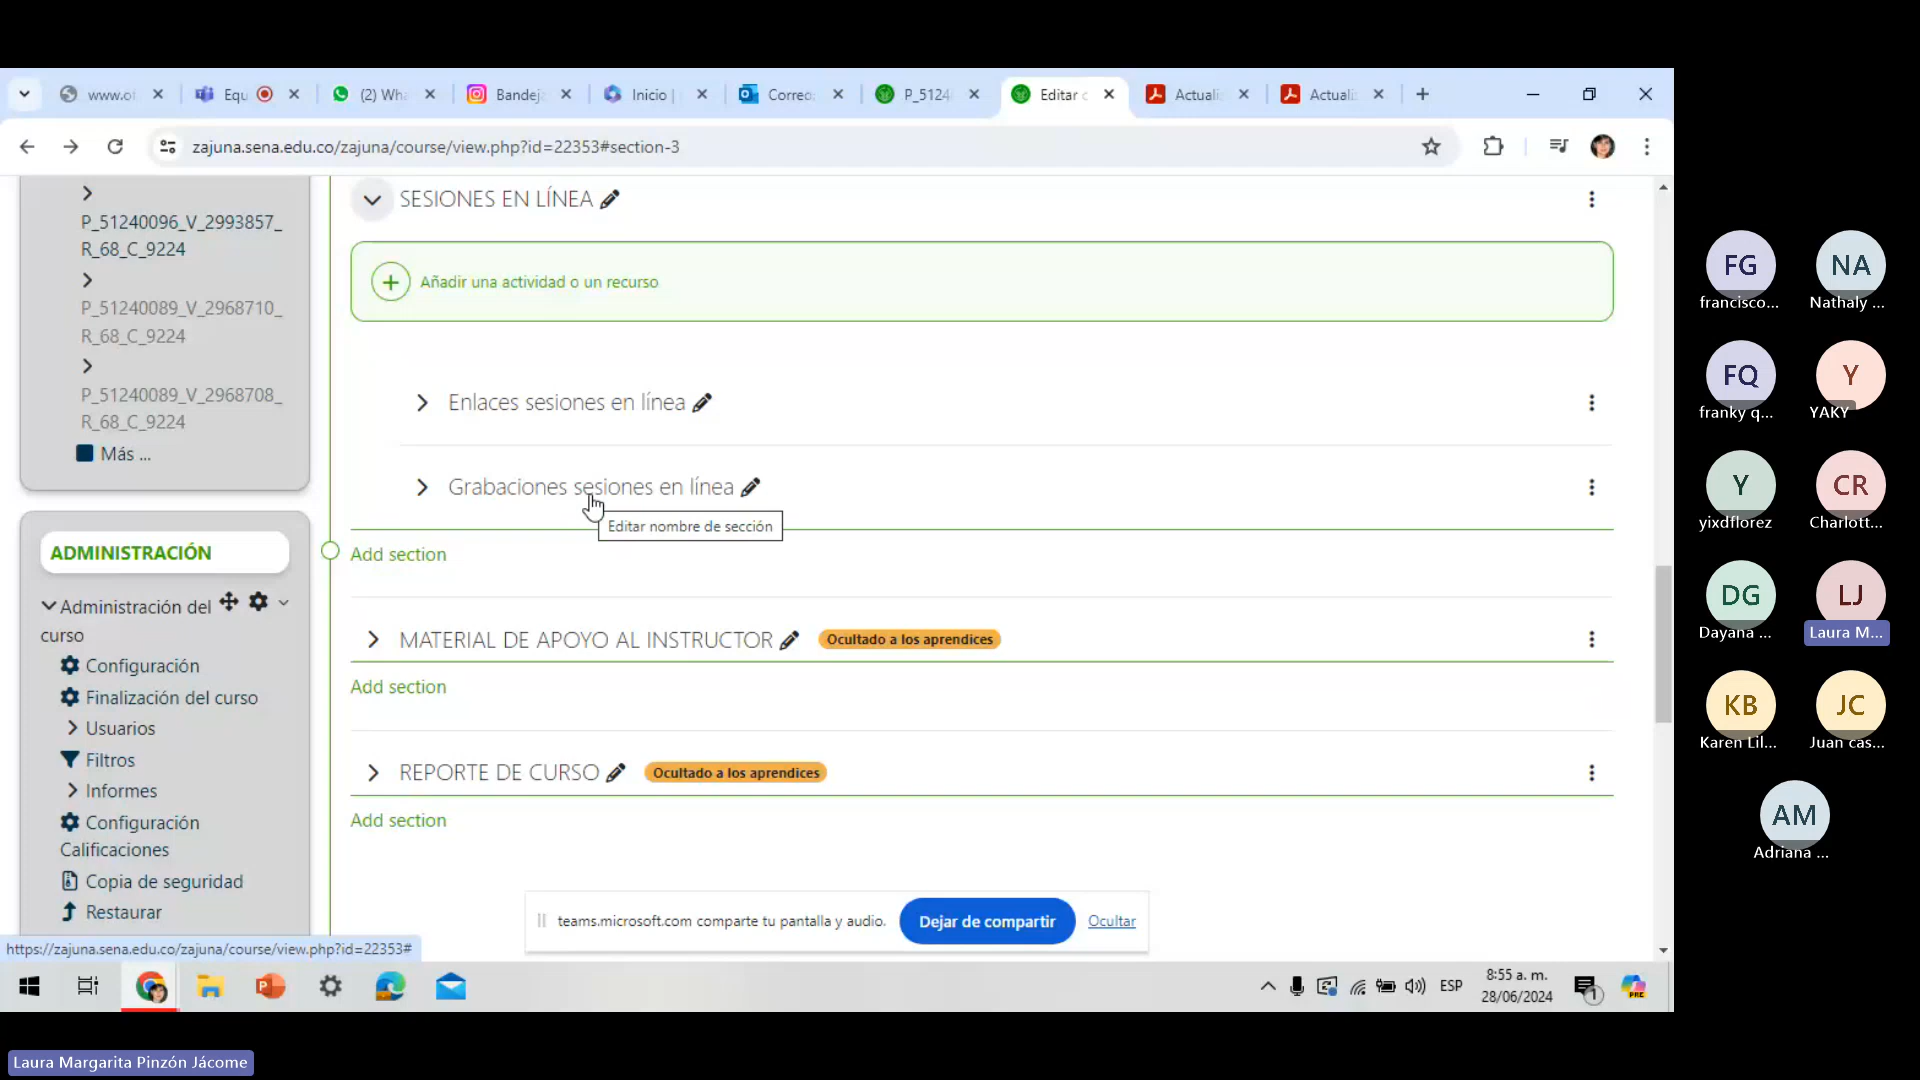 www.o
Equ
(2) Wha
Bandej
Inicio |
Correo:
P_5124
Editar c
Actuali
Actuali
zajuna.sena.edu.co/zajuna/course/view.php?id=22353#section-3
P_51240096_V_2993857_
R_68_C_9224
P_51240089_V_2968710_
R_68_C_9224
P_51240089_V_2968708_
R_68_C_9224
Más ...
ADMINISTRACIÓN
Administración del
curso
Configuración
Finalización del curso
Usuarios
Filtros
Informes
Configuración
Calificaciones
Copia de seguridad
Restaurar
https://zajuna.sena.edu.co/zajuna/course/view.php?id=22353#
SESIONES EN LÍNEA
Añadir una actividad o un recurso
Enlaces sesiones en línea
Grabaciones sesiones en línea
Editar nombre de sección
Add section
MATERIAL DE APOYO AL INSTRUCTOR Ocultado a los aprendices
Add section
REPORTE DE CURSO Ocultado a los aprendices
Add section
teams.microsoft.com comparte tu pantalla y audio. Dejar de compartir Ocultar
ESP
8:55 a. m.
28/06/2024
1
PRE
FG
francisco...
NA
Nathaly ...
FQ
franky q...
Y
YAKY
Y
yixdflorez
CR
Charlott...
DG
Dayana ...
LJ
Laura M...
KB
Karen Lil...
JC
Juan cas...
AM
Adriana ...
Laura Margarita Pinzón Jácome